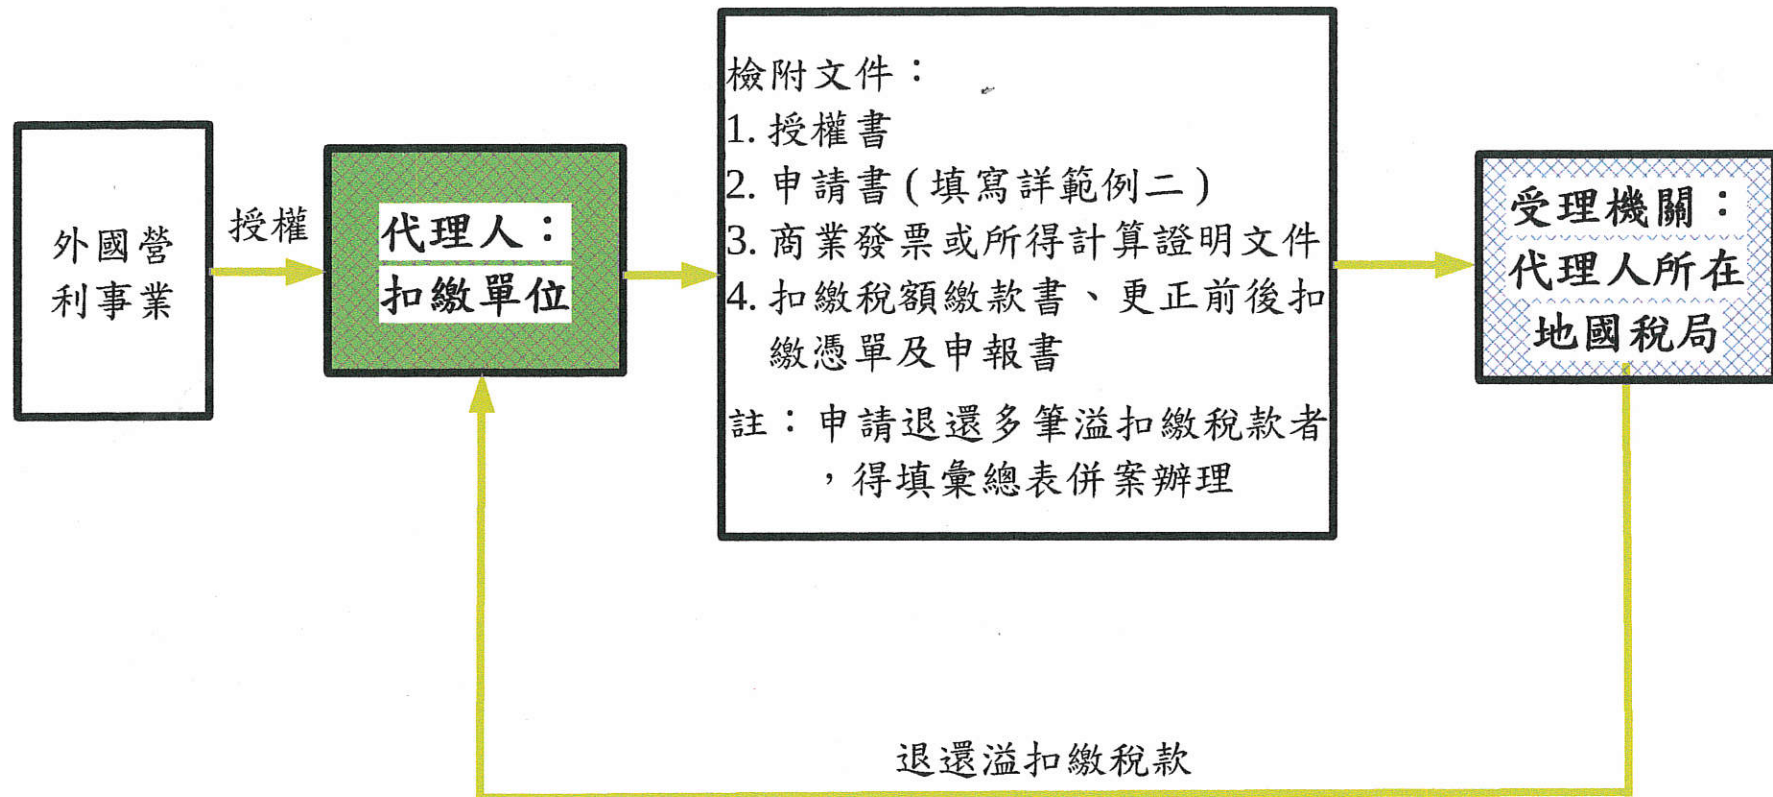 外國營
利事業
授權
代理人：
扣繳單位
檢附文件：
1. 授權書
2. 申請書(填寫詳範例二)
3. 商業發票或所得計算證明文件
4. 扣繳稅額繳款書、更正前後扣
繳憑單及申報書
註：申請退還多筆溢扣繳稅款者
，得填彙總表併案辦理
受理機關：
代理人所在
地國稅局
退還溢扣繳稅款